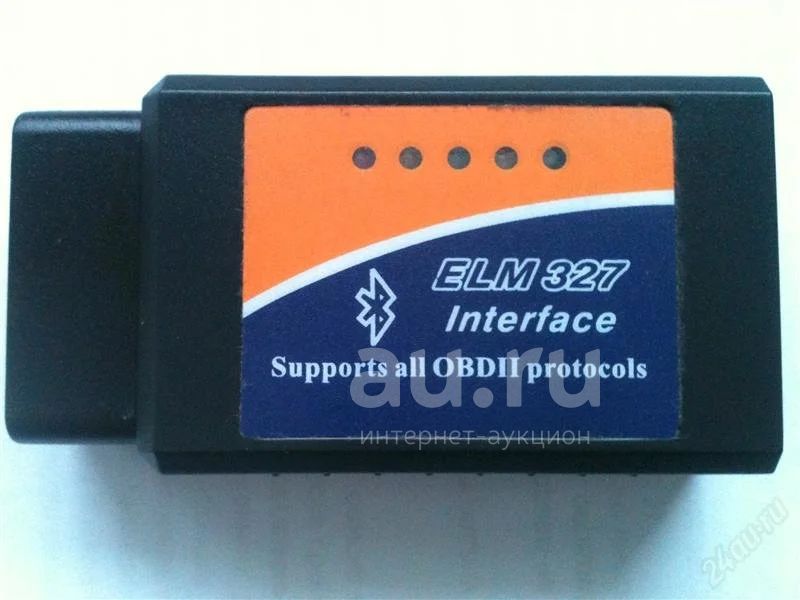 ELM 327
Interface
Supports all OBDII protocols
au.ru
интернет-аукцион
24au.ru